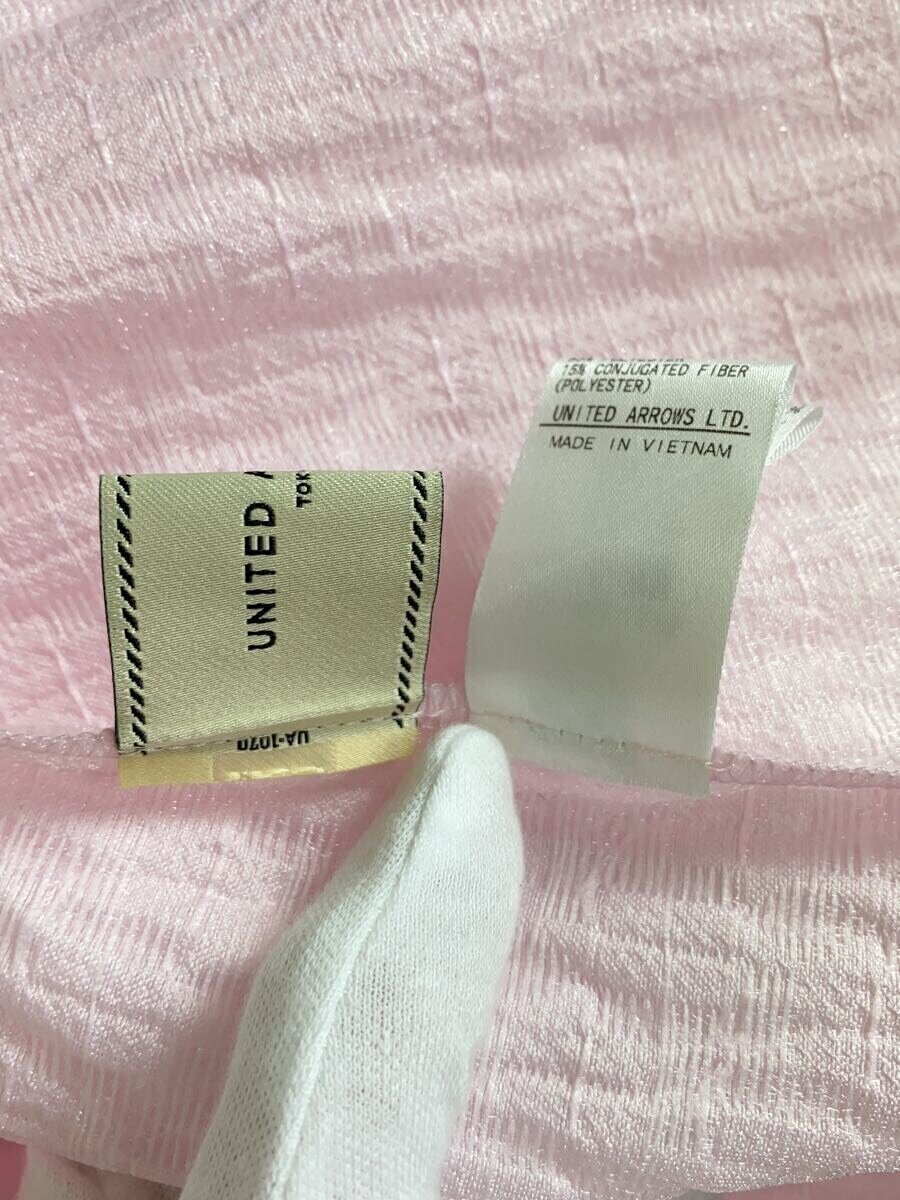 UNITED
TOK
UA-1070
15% CONJUGATED FIBER
(POLYESTER)
UNITED ARROWS LTD.
MADE IN VIETNAM